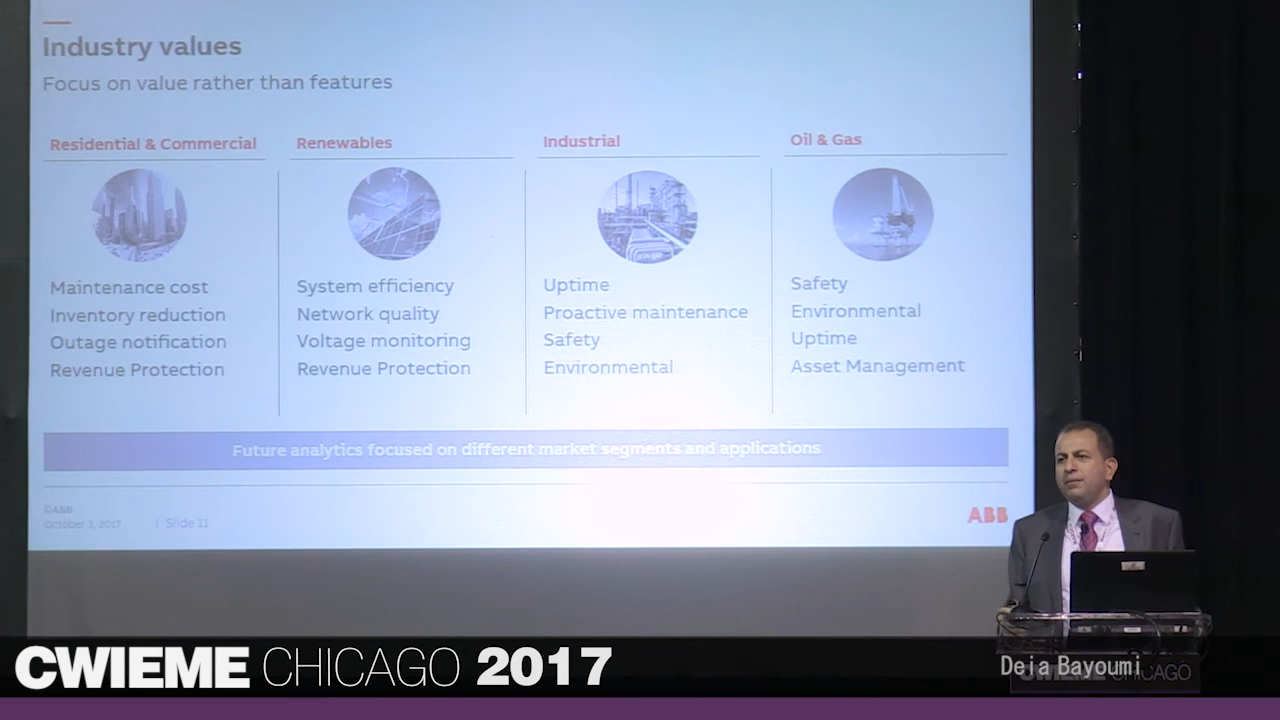 Industry values
Focus on value rather than features
Residential & Commercial
Maintenance cost
Inventory reduction
Outage notification
Revenue Protection
Renewables
System efficiency
Network quality
Voltage monitoring
Revenue Protection
Industrial
Uptime
Proactive maintenance
Safety
Environmental
Oil & Gas
Safety
Environmental
Uptime
Asset Management
Future analytics focused on different market segments and applications
©ABB
October 3, 2017 | Slide 11
ABB
CWIEME CHICAGO 2017
Deia Bayoumi
CWIEME CHICAGO